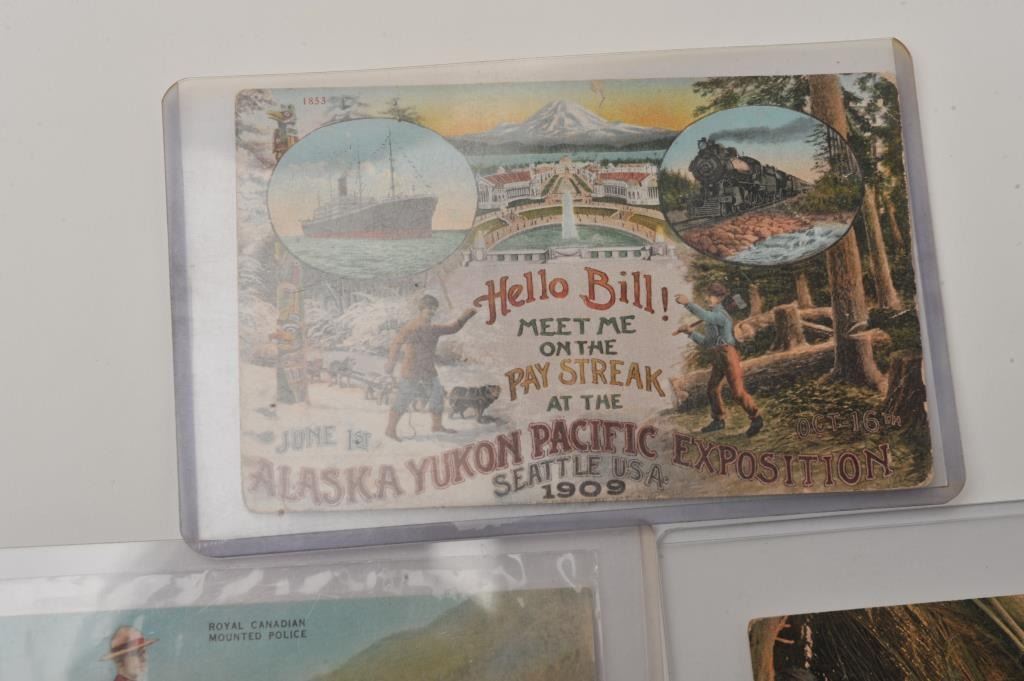 1853
Hello Bill!
MEET ME
ON THE
PAY STREAK
AT THE
JUNE 1ST
OCT-16TH
ALASKA YUKON PACIFIC EXPOSITION
SEATTLE U.S.A.
1909
ROYAL CANADIAN
MOUNTED POLICE